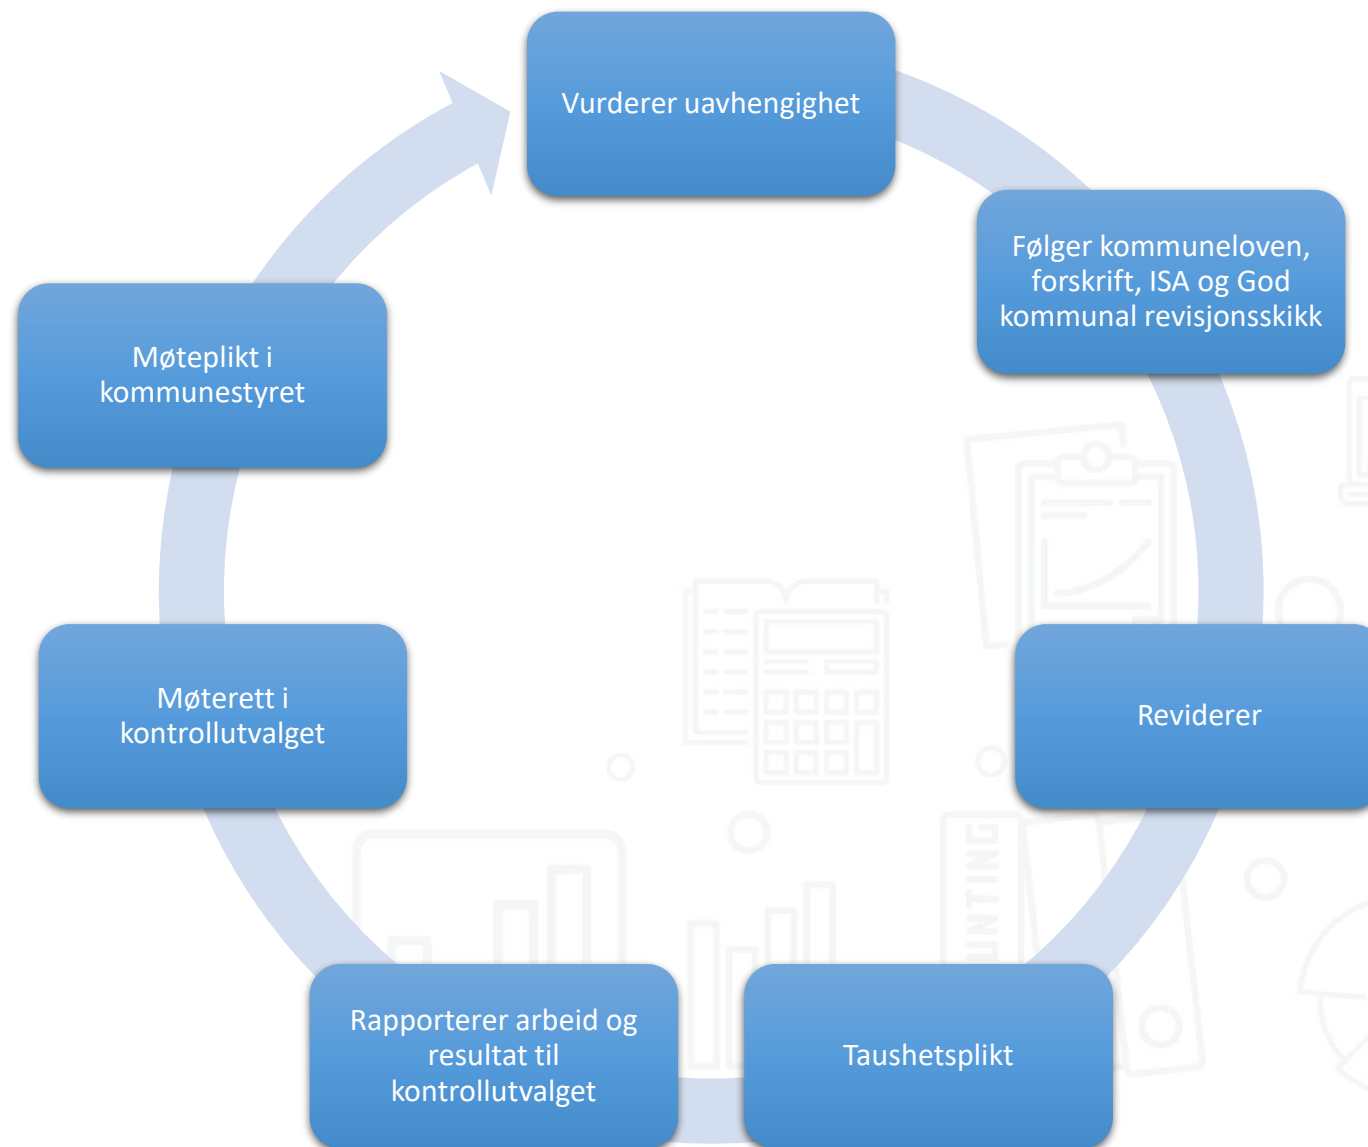 Vurderer uavhengighet
Følger kommuneloven,
forskrift, ISA og God
kommunal revisjonsskikk
Reviderer
Taushetsplikt
Rapporterer arbeid og
resultat til
kontrollutvalget
Møterett i
kontrollutvalget
Møteplikt i
kommunestyret
UNTING